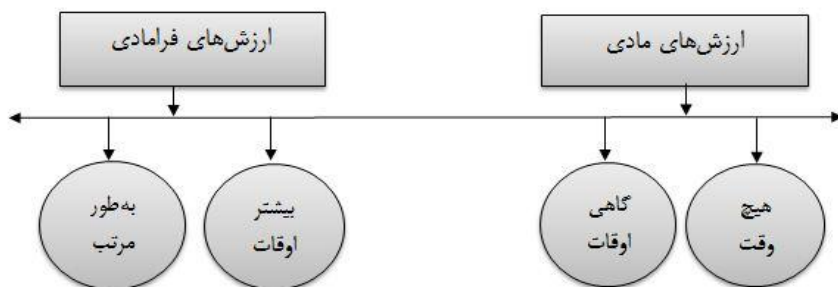 ارزش‌های مادی
ارزش‌های فرامادی
هیچ
وقت
گاهی
اوقات
بیشتر
اوقات
به‌طور
مرتب